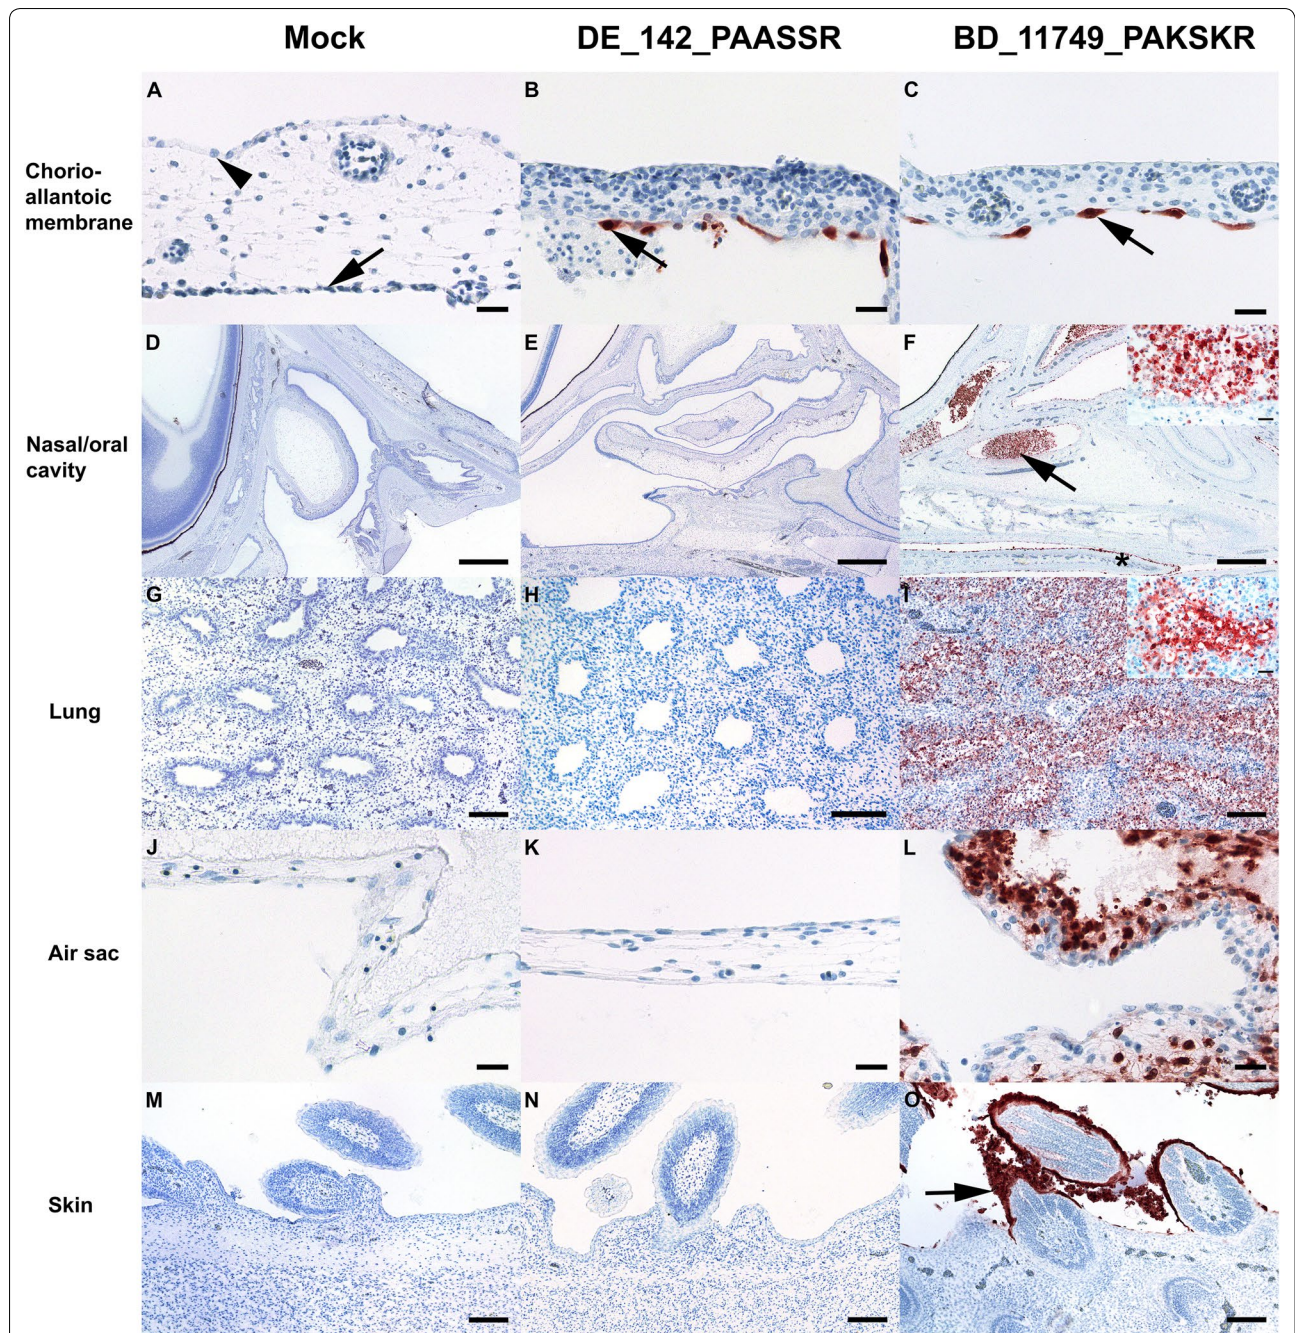 Mock DE_142_PAASSR BD_11749_PAKSKR
A B C
Chorio-
allantoic
membrane
D E F
Nasal/oral
cavity
*
G H I
Lung
J K L
Air sac
M N O
Skin